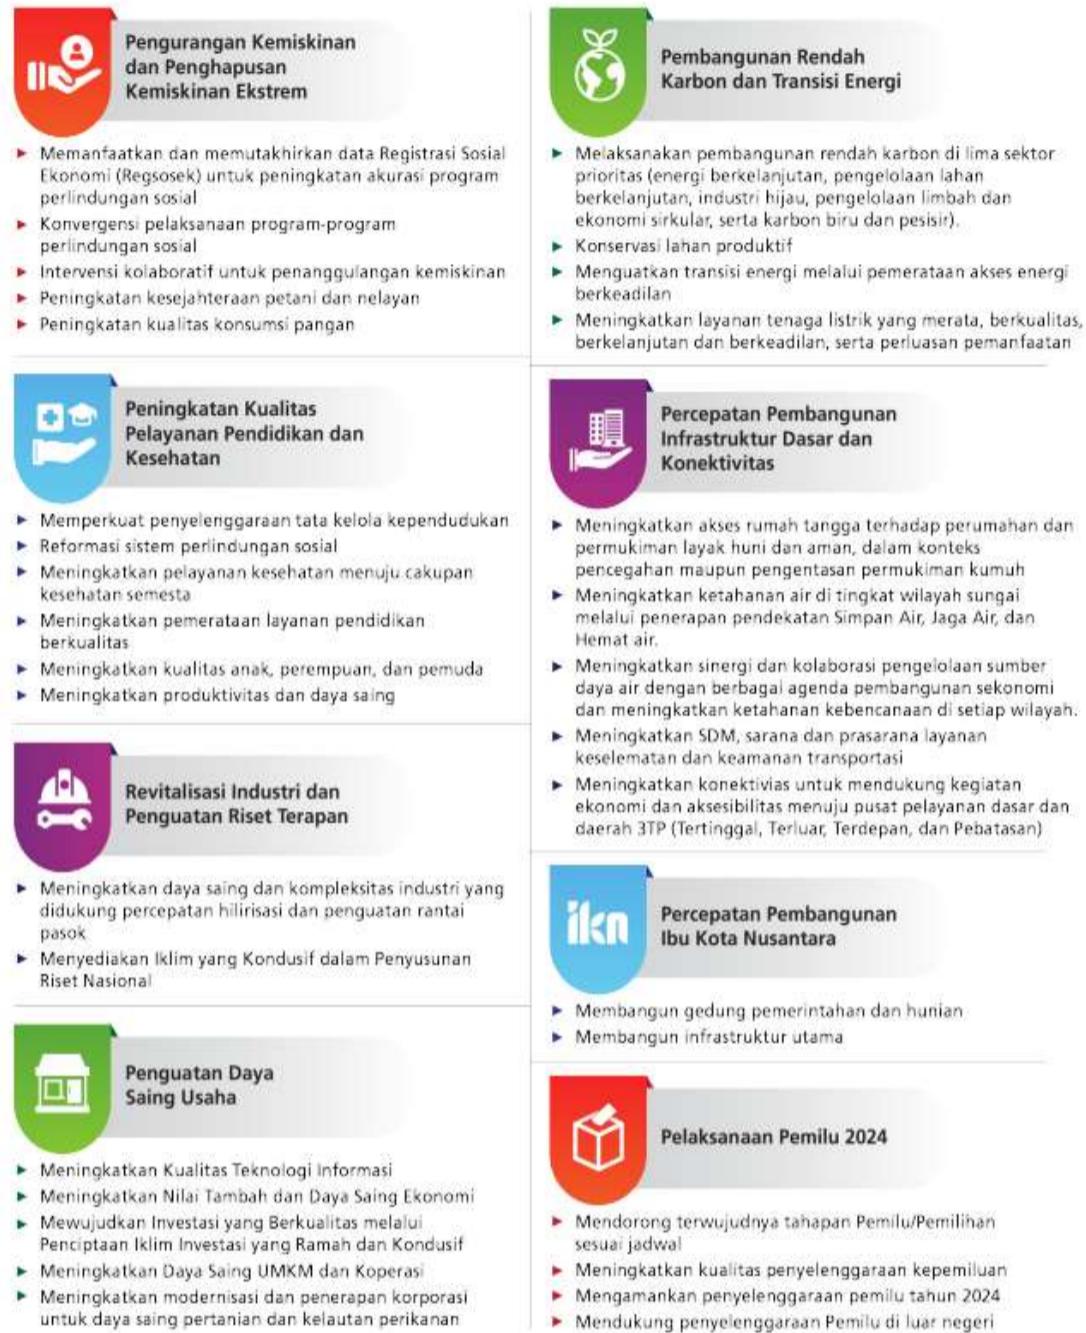 Pengurangan Kemiskinan
dan Penghapusan
Kemiskinan Ekstrem
Memanfaatkan dan memutakhirkan data Registrasi Sosial
Ekonomi (Regsosek) untuk peningkatan akurasi program
perlindungan sosial
Konvergensi pelaksanaan program-program
perlindungan sosial
Intervensi kolaboratif untuk penanggulangan kemiskinan
Peningkatan kesejahteraan petani dan nelayan
Peningkatan kualitas konsumsi pangan
Peningkatan Kualitas
Pelayanan Pendidikan dan
Kesehatan
Memperkuat penyelenggaraan tata kelola kependudukan
Reformasi sistem perlindungan sosial
Meningkatkan pelayanan kesehatan menuju cakupan
kesehatan semesta
Meningkatkan pemerataan layanan pendidikan
berkualitas
Meningkatkan kualitas anak, perempuan, dan pemuda
Meningkatkan produktivitas dan daya saing
Revitalisasi Industri dan
Penguatan Riset Terapan
Meningkatkan daya saing dan kompleksitas industri yang
didukung percepatan hilirisasi dan penguatan rantai
pasok
Menyediakan Iklim yang Kondusif dalam Penyusunan
Riset Nasional
Penguatan Daya
Saing Usaha
Meningkatkan Kualitas Teknologi Informasi
Meningkatkan Nilai Tambah dan Daya Saing Ekonomi
Mewujudkan Investasi yang Berkualitas melalui
Penciptaan Iklim Investasi yang Ramah dan Kondusif
Meningkatkan Daya Saing UMKM dan Koperasi
Meningkatkan modernisasi dan penerapan korporasi
untuk daya saing pertanian dan kelautan perikanan
Pembangunan Rendah
Karbon dan Transisi Energi
Melaksanakan pembangunan rendah karbon di lima sektor
prioritas (energi berkelanjutan, pengelolaan lahan
berkelanjutan, industri hijau, pengelolaan limbah dan
ekonomi sirkular, serta karbon biru dan pesisir).
Konservasi lahan produktif
Menguatkan transisi energi melalui pemerataan akses energi
berkeadilan
Meningkatkan layanan tenaga listrik yang merata, berkualitas,
berkelanjutan dan berkeadilan, serta perluasan pemanfaatan
Percepatan Pembangunan
Infrastruktur Dasar dan
Konektivitas
Meningkatkan akses rumah tangga terhadap perumahan dan
permukiman layak huni dan aman, dalam konteks
pencegahan maupun pengentasan permukiman kumuh
Meningkatkan ketahanan air di tingkat wilayah sungai
melalui penerapan pendekatan Simpan Air, Jaga Air, dan
Hemat air.
Meningkatkan sinergi dan kolaborasi pengelolaan sumber
daya air dengan berbagai agenda pembangunan sekonomi
dan meningkatkan ketahanan kebencanaan di setiap wilayah.
Meningkatkan SDM, sarana dan prasarana layanan
keselematan dan keamanan transportasi
Meningkatkan konektivias untuk mendukung kegiatan
ekonomi dan aksesibilitas menuju pusat pelayanan dasar dan
daerah 3TP (Tertinggal, Terluar, Terdepan, dan Pebatasan)
ikn
Percepatan Pembangunan
Ibu Kota Nusantara
Membangun gedung pemerintahan dan hunian
Membangun infrastruktur utama
Pelaksanaan Pemilu 2024
Mendorong terwujudnya tahapan Pemilu/Pemilihan
sesuai jadwal
Meningkatkan kualitas penyelenggaraan kepemiluan
Mengamankan penyelenggaraan pemilu tahun 2024
Mendukung penyelenggaraan Pemilu di luar negeri